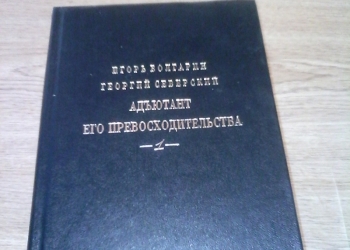 ИГОРЬ БОЛГАРИН
ГЕОРГИЙ СЕВЕРСКИЙ
АДЪЮТАНТ
ЕГО ПРЕВОСХОДИТЕЛЬСТВА
—1—